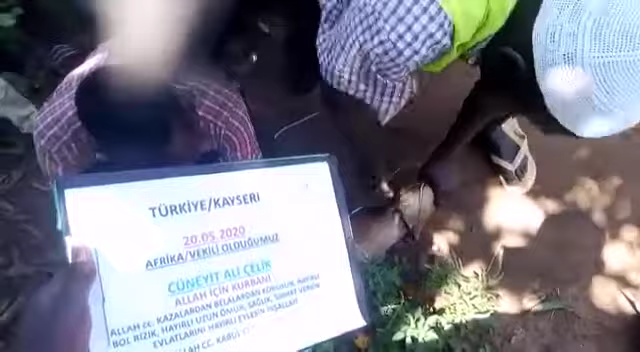 TÜRKİYE/KAYSERİ
20.05.2020
AFRİKA/VEKİLİ OLDUĞUMUZ
CÜNEYİT ALİ ÇELİK
ALLAH İÇİN KURBANI
ALLAH cc. KAZALARDAN BELALARDAN KORUSUN, HAYIRLI
BOL RIZIK, HAYIRLI UZUN ÖMÜR, SAĞLIK, SIHHAT VERSİN
EVLATLARINI HAYIRLI EYLESİN İNŞALLAH
ALLAH CC. KABUL